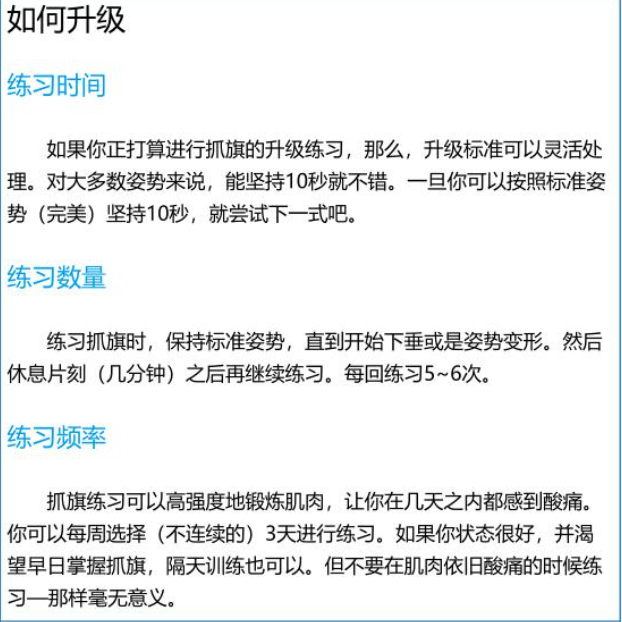 如何升级
练习时间
如果你正打算进行抓旗的升级练习，那么，升级标准可以灵活处
理。对大多数姿势来说，能坚持10秒就不错。一旦你可以按照标准姿
势（完美）坚持10秒，就尝试下一式吧。
练习数量
练习抓旗时，保持标准姿势，直到开始下垂或是姿势变形。然后
休息片刻（几分钟）之后再继续练习。每回练习5~6次。
练习频率
抓旗练习可以高强度地锻炼肌肉，让你在几天之内都感到酸痛。
你可以每周选择（不连续的）3天进行练习。如果你状态很好，并渴
望早日掌握抓旗，隔天训练也可以。但不要在肌肉依旧酸痛的时候练
习—那样毫无意义。